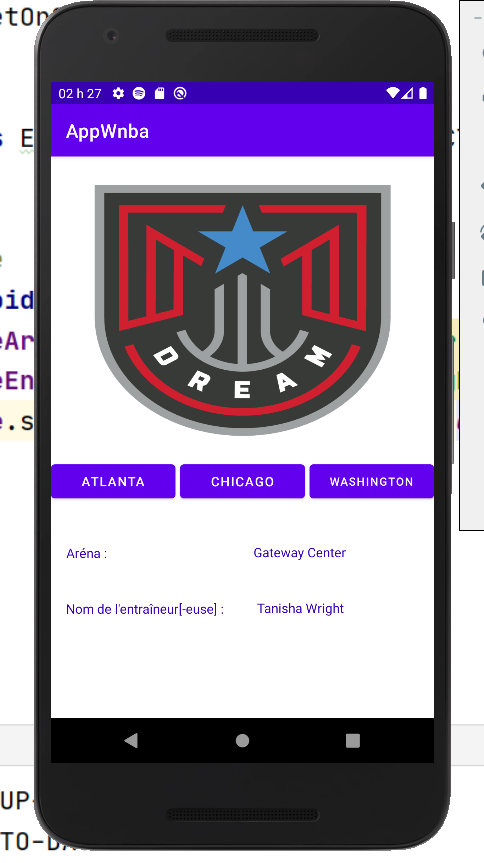 02 h 27
AppWnba
DREAM
ATLANTA CHICAGO WASHINGTON
Aréna : Gateway Center
Nom de l'entraîneur[-euse] : Tanisha Wright